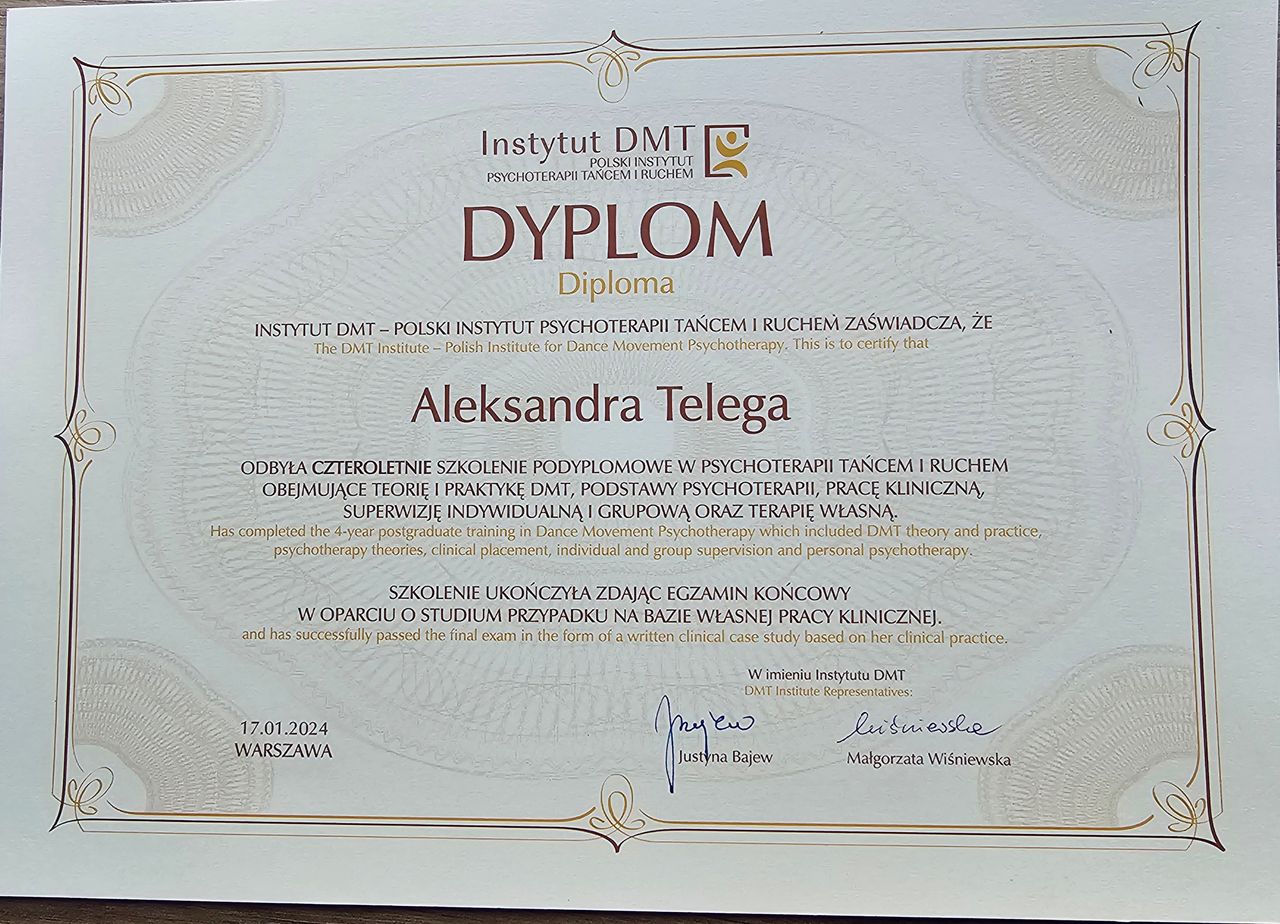 Instytut DMT
POLSKI INSTYTUT
PSYCHOTERAPII TAŃCEM I RUCHEM
DYPLOM
Diploma
INSTYTUT DMT – POLSKI INSTYTUT PSYCHOTERAPII TAŃCEM I RUCHEM ZAŚWIADCZA, ŻE
The DMT Institute – Polish Institute for Dance Movement Psychotherapy. This is to certify that
Aleksandra Telega
ODBYŁA CZTEROLETNIE SZKOLENIE PODYPLOMOWE W PSYCHOTERAPII TAŃCEM I RUCHEM
OBEJMUJĄCE TEORIĘ I PRAKTYKĘ DMT, PODSTAWY PSYCHOTERAPII, PRACĘ KLINICZNĄ,
SUPERWIZJĘ INDYWIDUALNĄ I GRUPOWĄ ORAZ TERAPIĘ WŁASNĄ.
Has completed the 4-year postgraduate training in Dance Movement Psychotherapy which included DMT theory and practice,
psychotherapy theories, clinical placement, individual and group supervision and personal psychotherapy.
SZKOLENIE UKOŃCZYŁA ZDAJĄC EGZAMIN KOŃCOWY
W OPARCIU O STUDIUM PRZYPADKU NA BAZIE WŁASNEJ PRACY KLINICZNEJ.
and has successfully passed the final exam in the form of a written clinical case study based on her clinical practice.
W imieniu Instytutu DMT
DMT Institute Representatives:
17.01.2024
WARSZAWA
Justyna Bajew
Wiśniewska
Małgorzata Wiśniewska